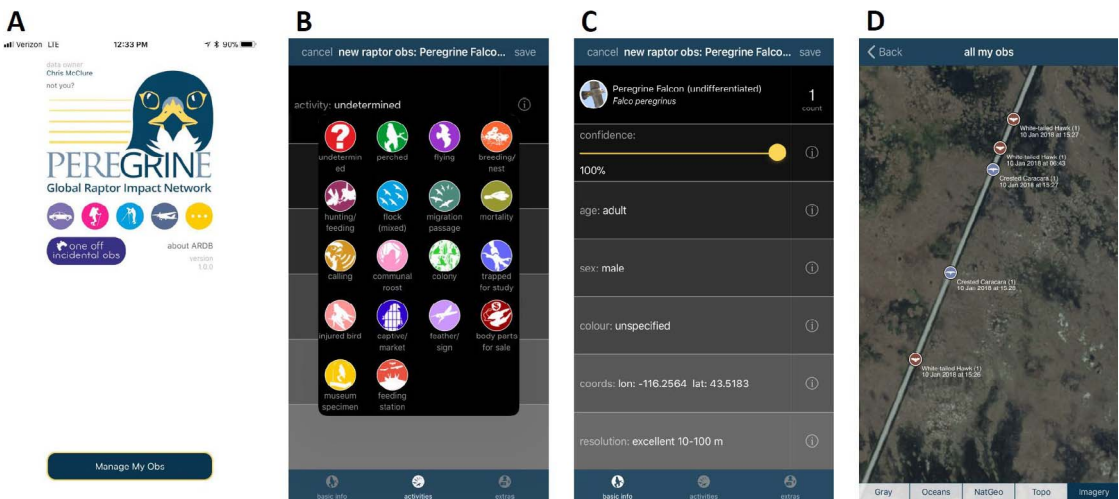 A
Verizon LTE
12:33 PM
90%
data owner
Chris McClure
not you?
PEREGRINE
Global Raptor Impact Network
one off
incidental obs
about ARDB
version
1.0.0
Manage My Obs
B
cancel new raptor obs: Peregrine Falco... save
activity: undetermined
undetermin
ed
perched
flying
breeding/
nest
hunting/
feeding
flock
(mixed)
migration
passage
mortality
calling
communal
roost
colony
trapped
for study
injured bird
captive/
market
feather/
sign
body parts
for sale
museum
specimen
feeding
station
basic info
activities
extras
C
cancel new raptor obs: Peregrine Falco... save
Peregrine Falcon (undifferentiated)
Falco peregrinus
1
count
confidence:
100%
age: adult
sex: male
colour: unspecified
coords: lon: -116.2564 lat: 43.5183
resolution: excellent 10-100 m
basic info
activities
extras
D
Back
all my obs
White-tailed Hawk (1)
10 Jan 2018 at 15:27
White-tailed Hawk (1)
10 Jan 2018 at 06:43
Crested Caracara (1)
10 Jan 2018 at 15:27
Crested Caracara (1)
10 Jan 2018 at 15:25
White-tailed Hawk (1)
10 Jan 2018 at 15:26
Gray
Oceans
NatGeo
Topo
Imagery